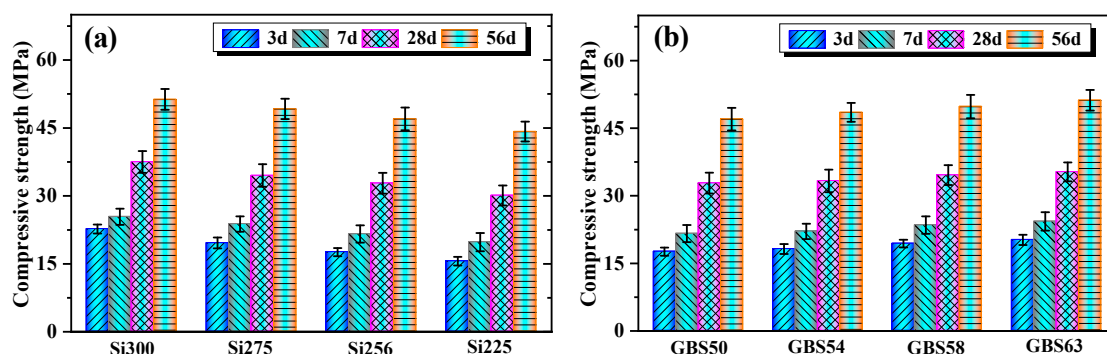 (a)
3d 7d 28d 56d
Compressive strength (MPa)
60
45
30
15
0
Si300 Si275 Si256 Si225
(b)
3d 7d 28d 56d
Compressive strength (MPa)
60
45
30
15
0
GBS50 GBS54 GBS58 GBS63